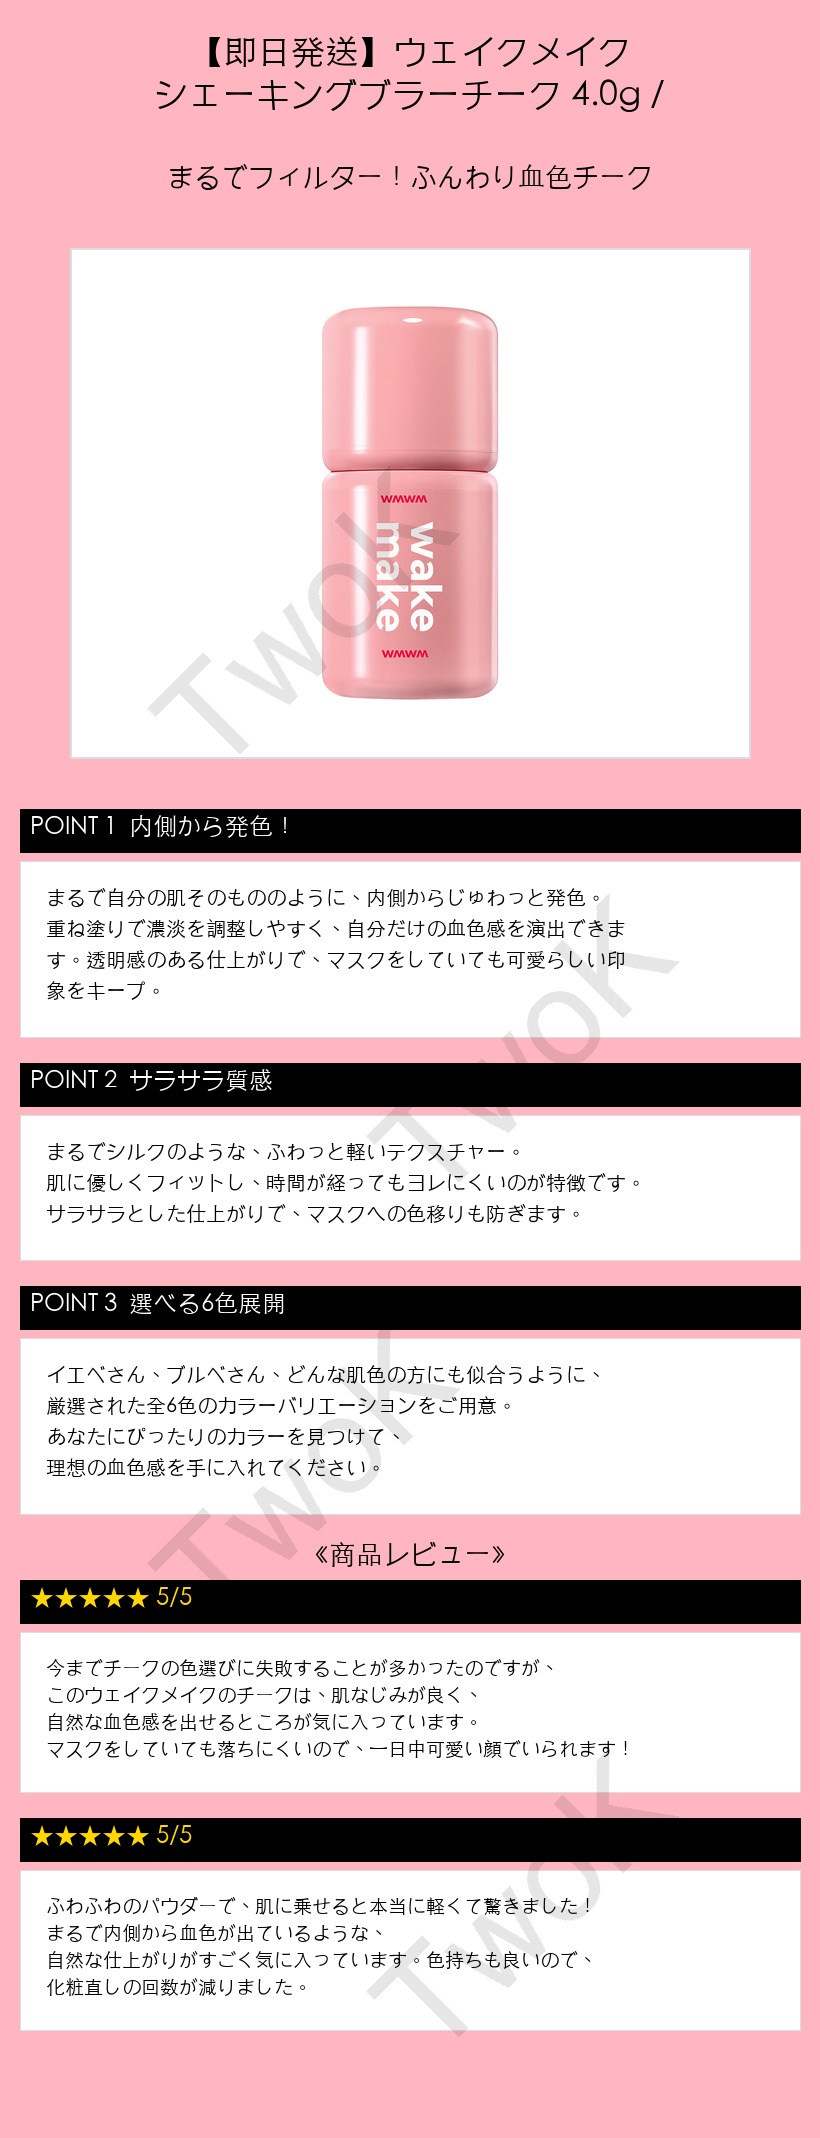 【即日発送】ウェイクメイク
シェーキングブラーチーク 4.0g /
まるでフィルター！ふんわり血色チーク
WMWM
wake
make
WMWM
TwoK
POINT 1 内側から発色！
まるで自分の肌そのもののように、内側からじゅわっと発色。
重ね塗りで濃淡を調整しやすく、自分だけの血色感を演出できま
す。透明感のある仕上がりで、マスクをしていても可愛らしい印
象をキープ。
TwoK
POINT 2 サラサラ質感
まるでシルクのような、ふわっと軽いテクスチャー。
肌に優しくフィットし、時間が経ってもヨレにくいのが特徴です。
サラサラとした仕上がりで、マスクへの色移りも防ぎます。
POINT 3 選べる6色展開
イエベさん、ブルベさん、どんな肌色の方にも似合うように、
厳選された全6色のカラーバリエーションをご用意。
あなたにぴったりのカラーを見つけて、
理想の血色感を手に入れてください。
TwoK
《商品レビュー》
★★★★★ 5/5
今までチークの色選びに失敗することが多かったのですが、
このウェイクメイクのチークは、肌なじみが良く、
自然な血色感を出せるところが気に入っています。
マスクをしていても落ちにくいので、一日中可愛い顔でいられます！
★★★★★ 5/5
ふわふわのパウダーで、肌に乗せると本当に軽くて驚きました！
まるで内側から血色が出ているような、
自然な仕上がりがすごく気に入っています。色持ちも良いので、
化粧直しの回数が減りました。
TwoK